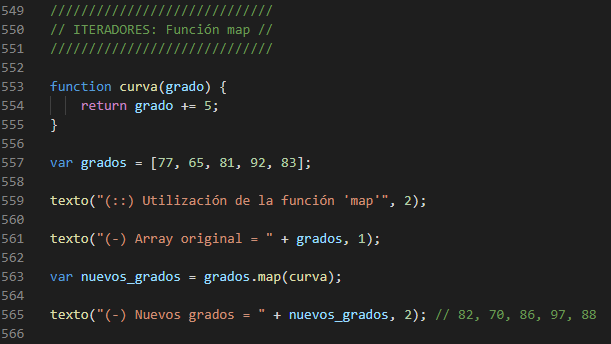 549 /////////////////////////////
550 // ITERADORES: Función map //
551 /////////////////////////////
552
553 function curva(grado) {
554 return grado += 5;
555 }
556
557 var grados = [77, 65, 81, 92, 83];
558
559 texto("(::) Utilización de la función 'map'", 2);
560
561 texto("(-) Array original = " + grados, 1);
562
563 var nuevos_grados = grados.map(curva);
564
565 texto("(-) Nuevos grados = " + nuevos_grados, 2); // 82, 70, 86, 97, 88
566